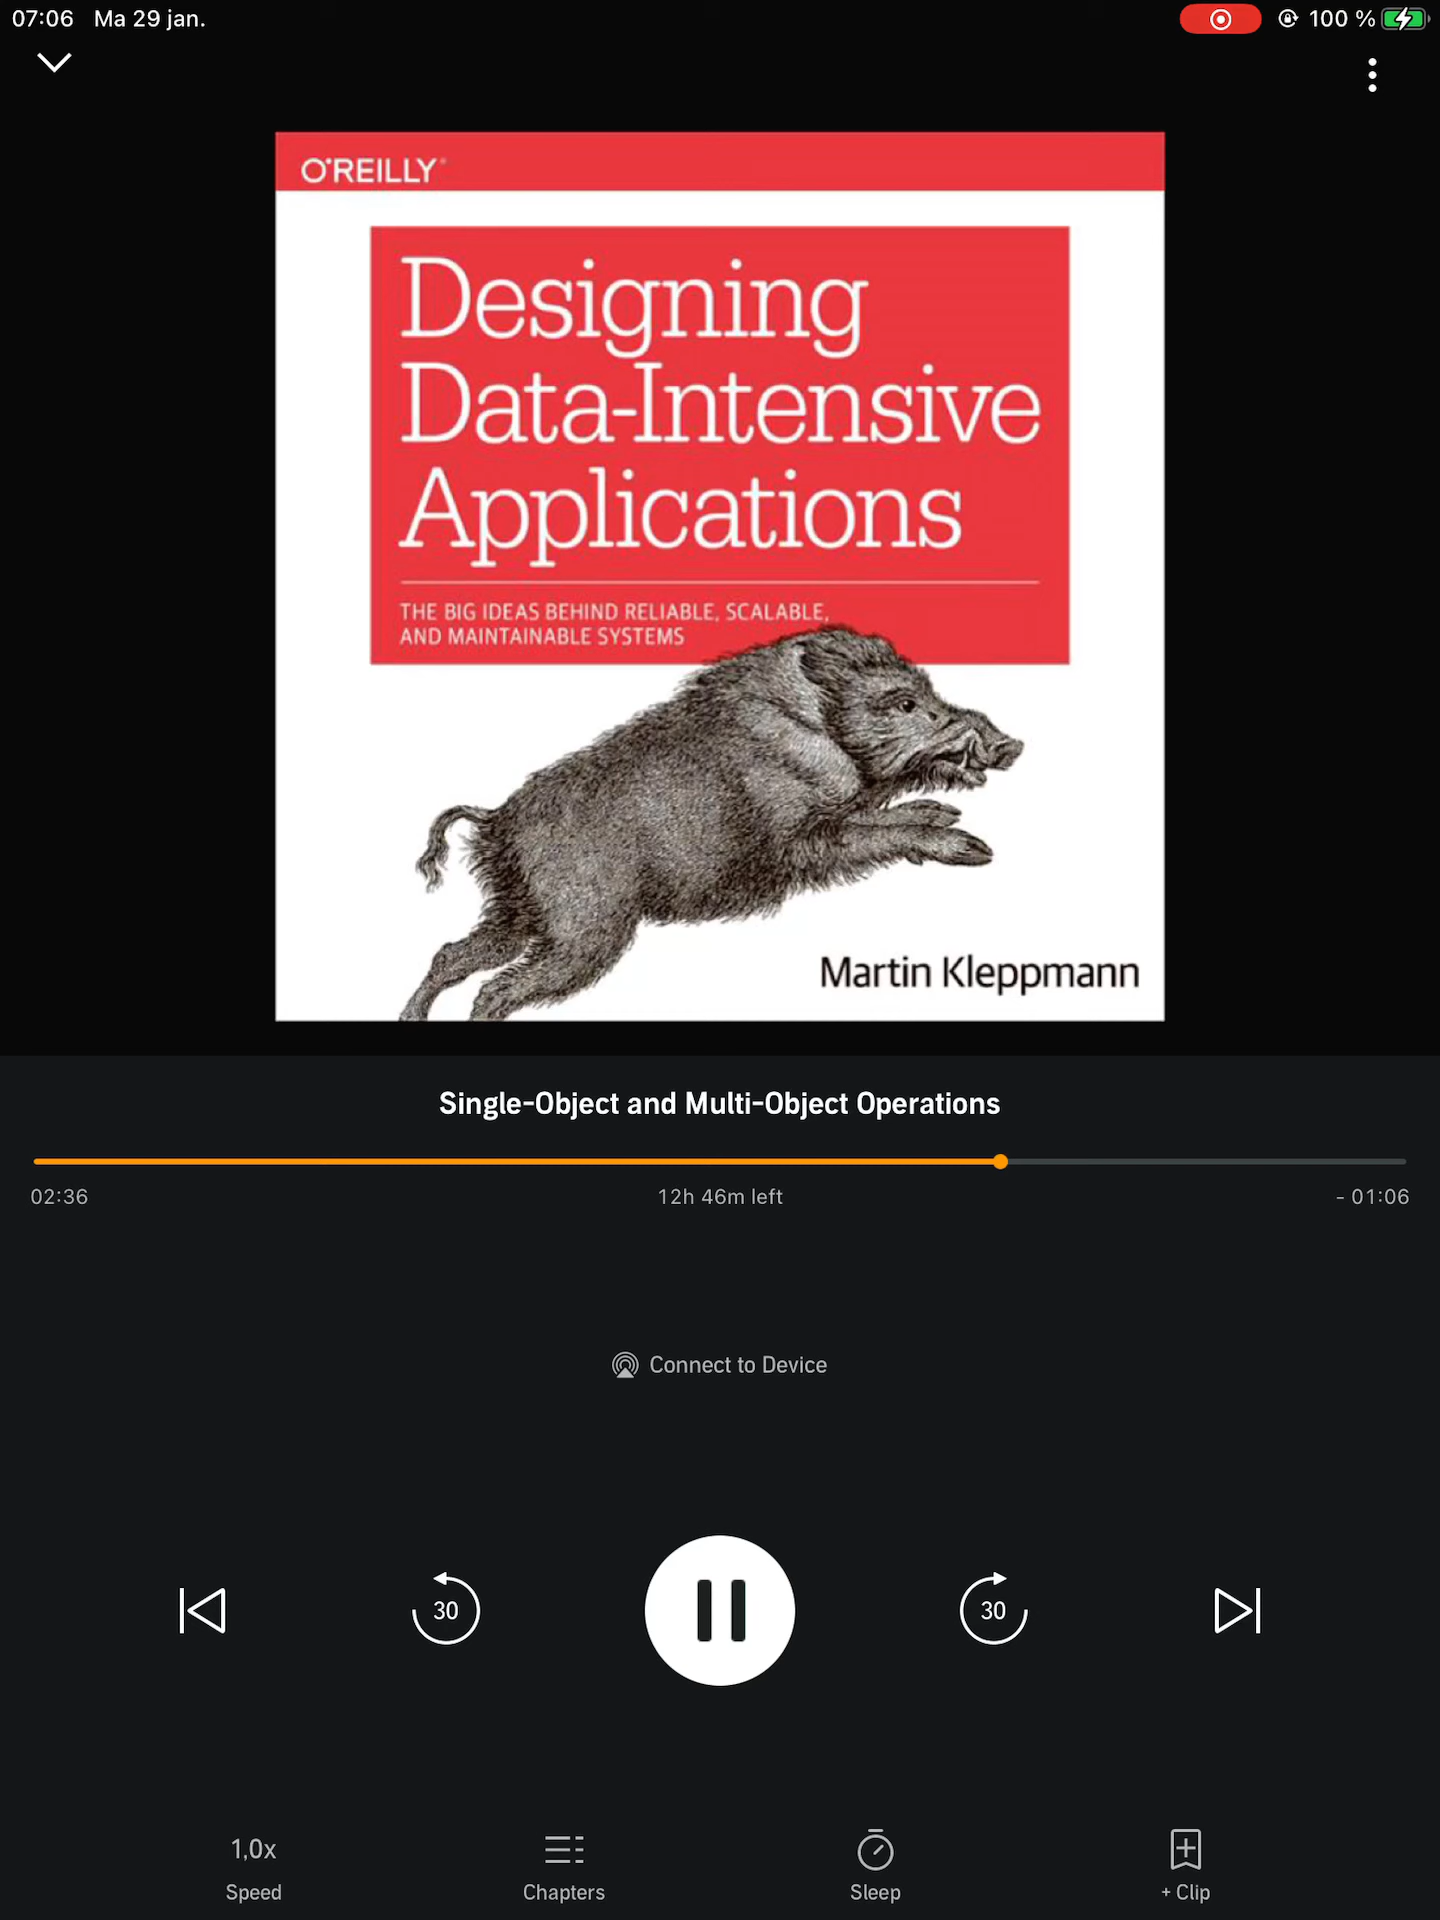 07:06 Ma 29 jan.
100 %
O'REILLY
Designing
Data-Intensive
Applications
THE BIG IDEAS BEHIND RELIABLE, SCALABLE,
AND MAINTAINABLE SYSTEMS
Martin Kleppmann
Single-Object and Multi-Object Operations
02:36 12h 46m left - 01:06
Connect to Device
30 30
1,0x
Speed Chapters Sleep + Clip